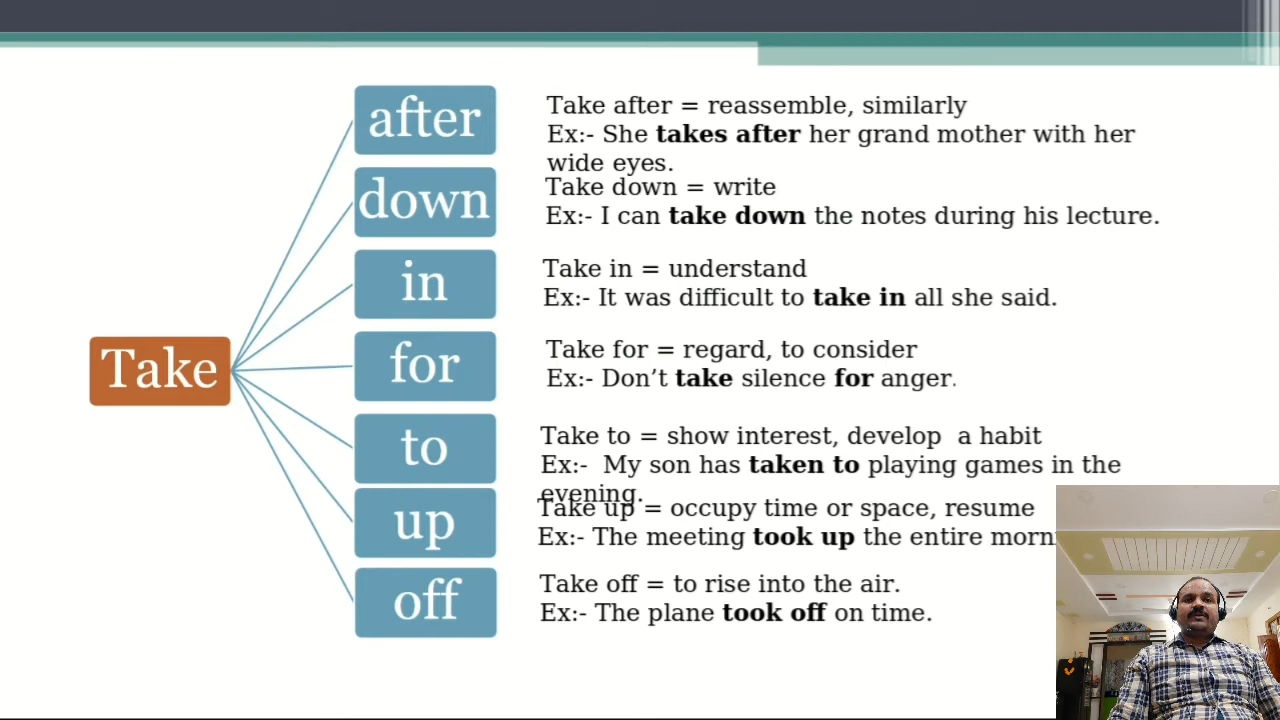 after
Take after = reassemble, similarly
Ex:- She takes after her grand mother with her
wide eyes.
down
Take down = write
Ex:- I can take down the notes during his lecture.
in
Take in = understand
Ex:- It was difficult to take in all she said.
Take
for
Take for = regard, to consider
Ex:- Don’t take silence for anger.
to
Take to = show interest, develop a habit
Ex:- My son has taken to playing games in the
evening.
up
Take up = occupy time or space, resume
Ex:- The meeting took up the entire
off
Take off = to rise into the air.
Ex:- The plane took off on time.